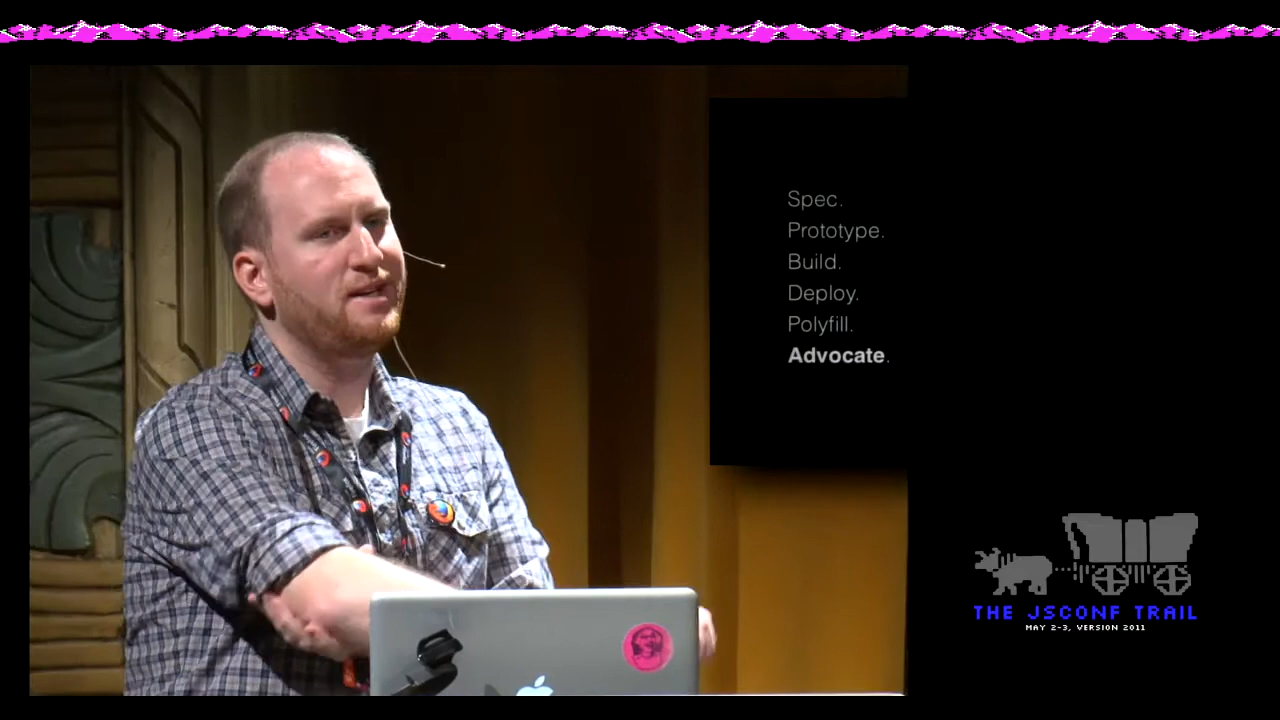 Spec.
Prototype.
Build.
Deploy.
Polyfill.
Advocate.
THE JSCONF TRAIL
MAY 2-3, VERSION 2011